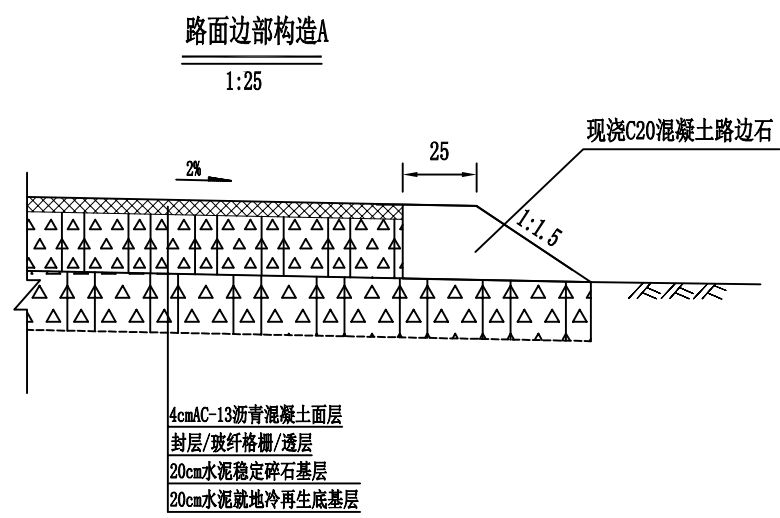 路面边部构造A
1:25
现浇C20混凝土路边石
25
2%
1:1.5
4cmAC-13沥青混凝土面层
封层/玻纤格栅/透层
20cm水泥稳定碎石基层
20cm水泥就地冷再生底基层